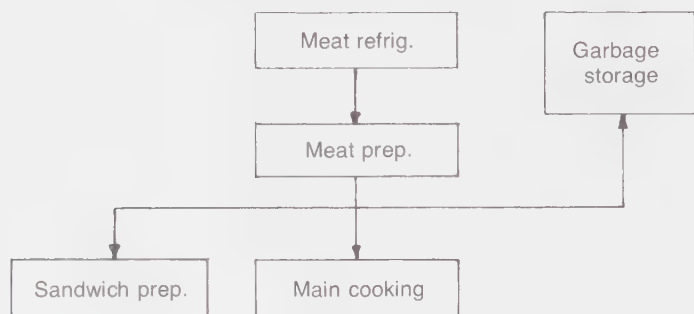 Meat refrig.
Garbage
storage
Meat prep.
Sandwich prep.
Main cooking